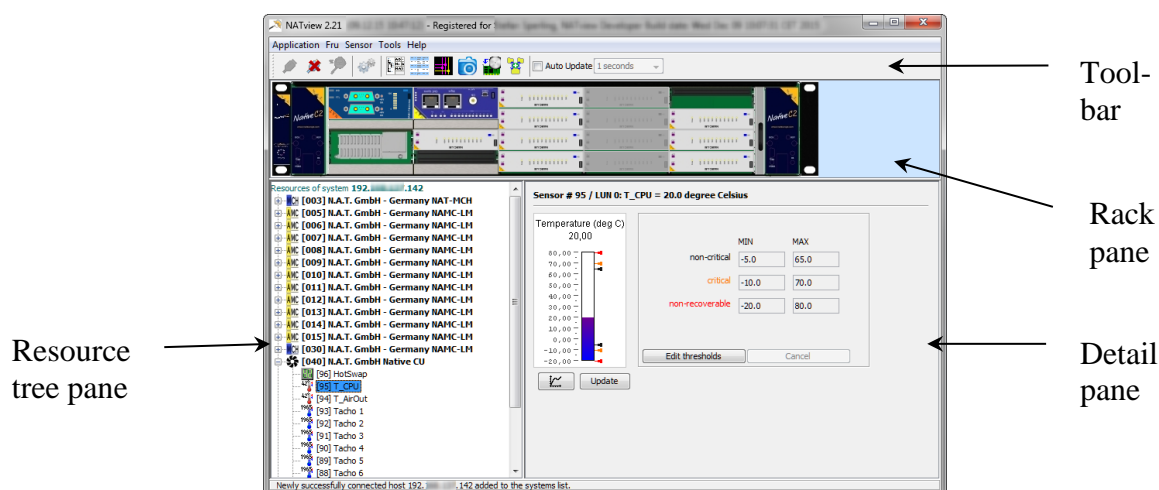 NATview 2.21 - Registered for
Application Fru Sensor Tools Help
Auto Update 1 seconds
Tool-
bar
NativeC2
NativeC2
Rack
pane
Resources of system 192. .142
[003] N.A.T. GmbH - Germany NAT-MCH
[005] N.A.T. GmbH - Germany NAMC-LM
[006] N.A.T. GmbH - Germany NAMC-LM
[007] N.A.T. GmbH - Germany NAMC-LM
[008] N.A.T. GmbH - Germany NAMC-LM
[009] N.A.T. GmbH - Germany NAMC-LM
[010] N.A.T. GmbH - Germany NAMC-LM
[011] N.A.T. GmbH - Germany NAMC-LM
[012] N.A.T. GmbH - Germany NAMC-LM
[013] N.A.T. GmbH - Germany NAMC-LM
[014] N.A.T. GmbH - Germany NAMC-LM
[015] N.A.T. GmbH - Germany NAMC-LM
[030] N.A.T. GmbH - Germany NAMC-LM
[040] N.A.T. GmbH Native CU
[96] HotSwap
[95] T_CPU
[94] T_AirOut
[93] Tacho 1
[92] Tacho 2
[91] Tacho 3
[90] Tacho 4
[89] Tacho 5
[88] Tacho 6
Resource
tree pane
Sensor # 95 / LUN 0: T_CPU = 20.0 degree Celsius
Temperature (deg C)
20,00
80,00
70,00
60,00
50,00
40,00
30,00
20,00
10,00
0,00
-10,00
-20,00
Update
MIN MAX
non-critical -5.0 65.0
critical -10.0 70.0
non-recoverable -20.0 80.0
Edit thresholds Cancel
Detail
pane
Newly successfully connected host 192. .142 added to the systems list.